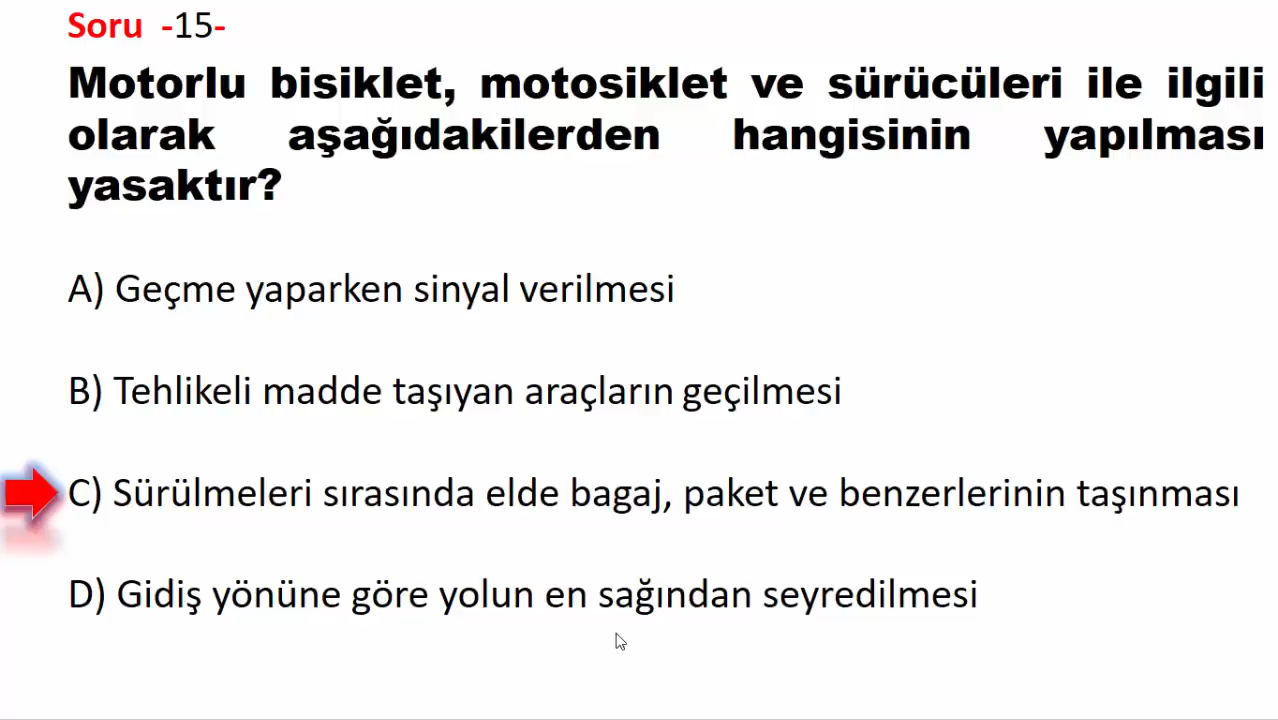 Soru -15-
Motorlu bisiklet, motosiklet ve sürücüleri ile ilgili
olarak aşağıdakilerden hangisinin yapılması
yasaktır?
A) Geçme yaparken sinyal verilmesi
B) Tehlikeli madde taşıyan araçların geçilmesi
C) Sürülmeleri sırasında elde bagaj, paket ve benzerlerinin taşınması
D) Gidiş yönüne göre yolun en sağından seyredilmesi